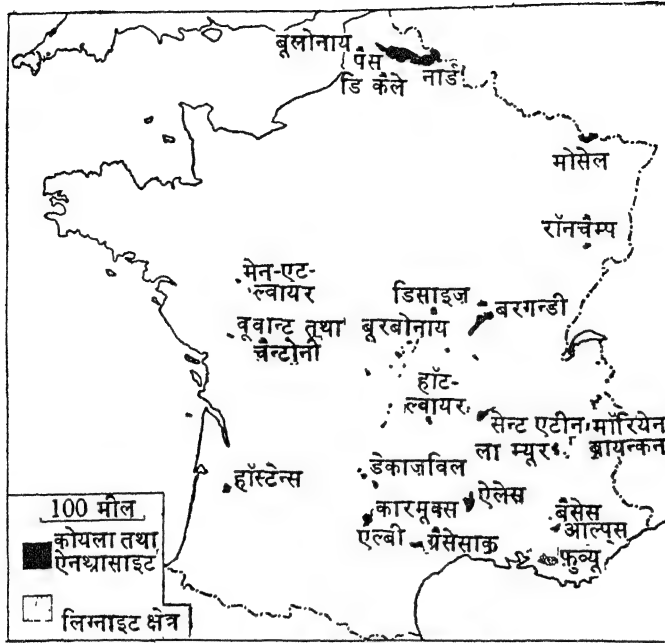 बूलोनाय
पैस
डि कैले
नार्ड
मोसेल
रॉनचैम्प
मेन-एट-
ल्वायर
डिसाइज़
बरगन्डी
वूवान्ट तथा
चैन्टोनी
बूरबोनाय
हॉट-
ल्वायर
सेन्ट एटीन
मॉरियेन
ला म्यूर
ब्रायन्कन
हॉस्टेन्स
डेकाज़विल
कारमूक्स
ऐलेस
एल्बी
ग्रैसेसाक
बैसेस
आल्प्स
फ़ुव्यू
100 मील
कोयला तथा
ऐनथ्रासाइट
लिग्नाइट क्षेत्र